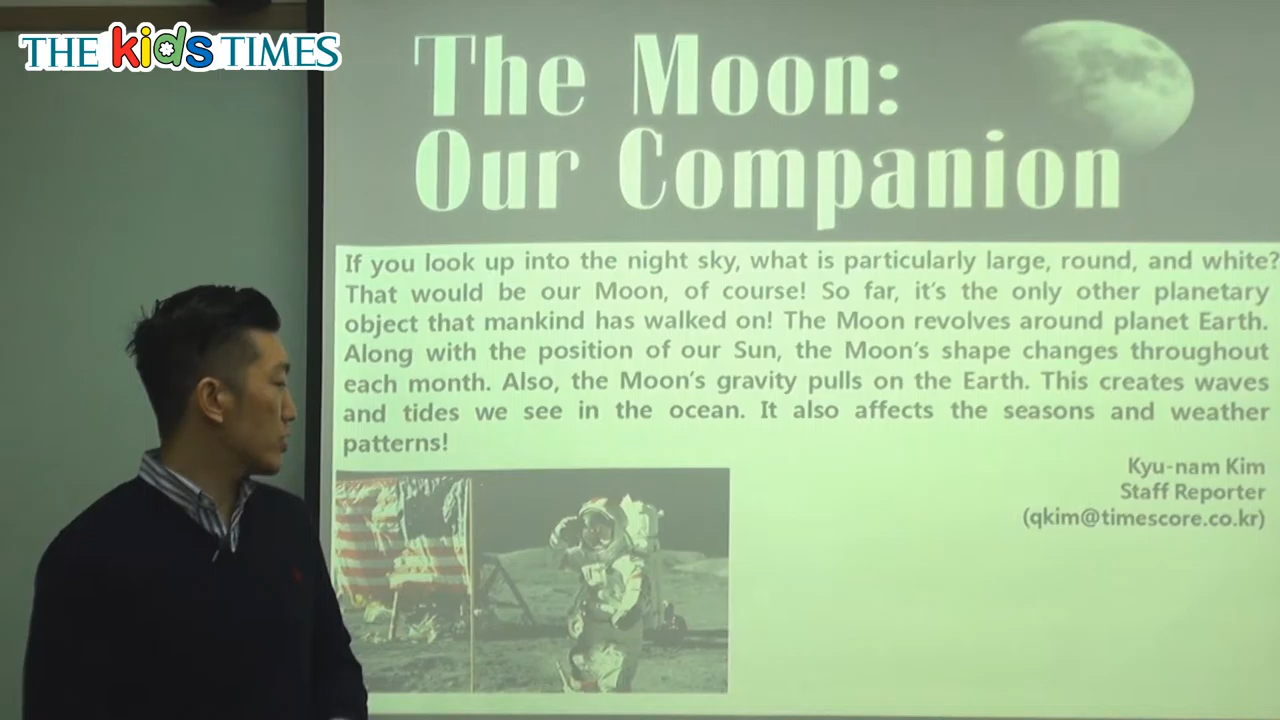 THE kids TIMES
The Moon:
Our Companion
If you look up into the night sky, what is particularly large, round, and white?
That would be our Moon, of course! So far, it's the only other planetary
object that mankind has walked on! The Moon revolves around planet Earth.
Along with the position of our Sun, the Moon's shape changes throughout
each month. Also, the Moon's gravity pulls on the Earth. This creates waves
and tides we see in the ocean. It also affects the seasons and weather
patterns!
Kyu-nam Kim
Staff Reporter
(qkim@timescore.co.kr)